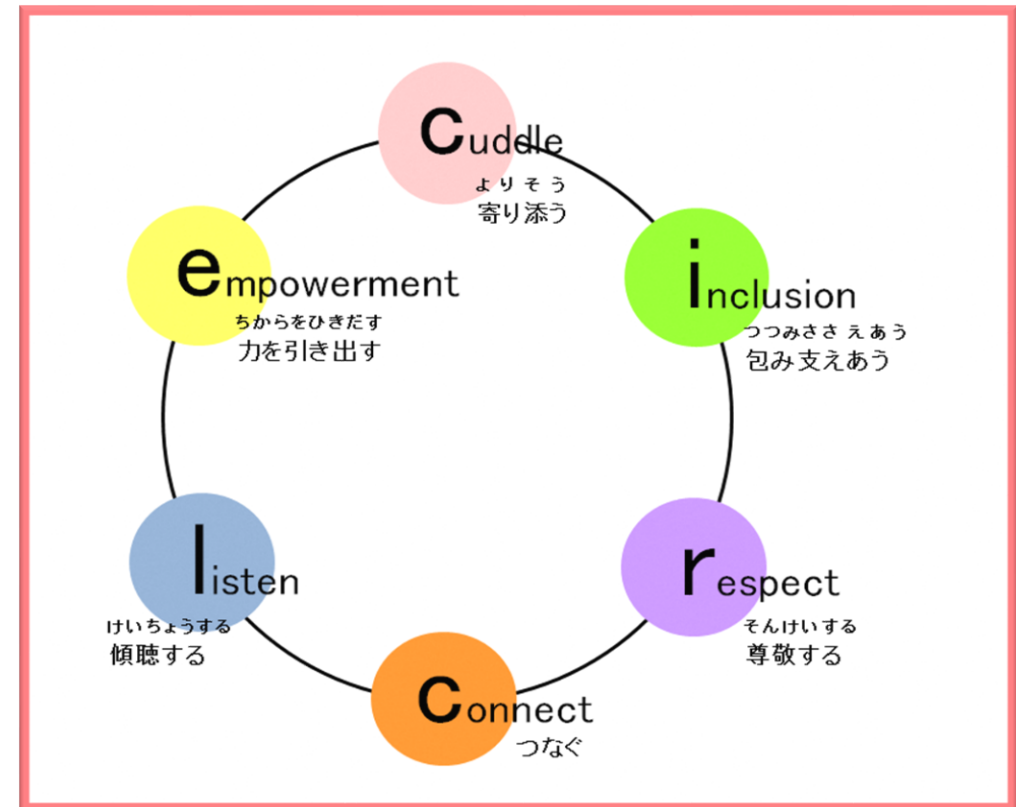 cuddle
よりそう
寄り添う
inclusion
つつみささえあう
包み支えあう
respect
そんけいする
尊敬する
connect
つなぐ
listen
けいちょうする
傾聴する
empowerment
ちからをひきだす
力を引き出す